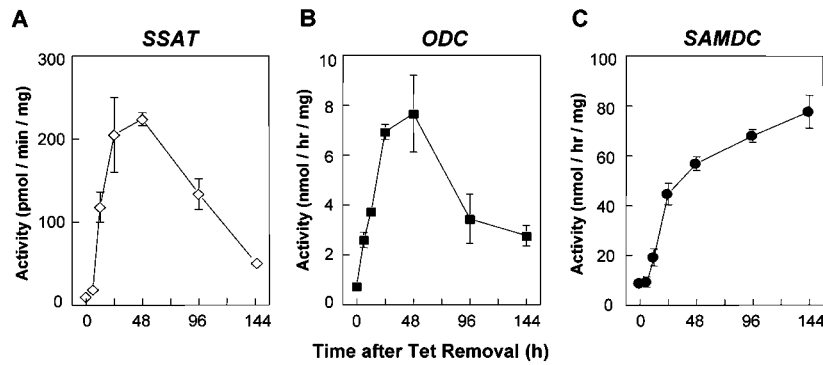 A
SSAT
Activity (pmol / min / mg)
300
200
100
0
0 48 96 144
B
ODC
Activity (nmol / hr / mg)
10
8
6
4
2
0
0 48 96 144
C
SAMDC
Activity (nmol / hr / mg)
100
80
60
40
20
0
0 48 96 144
Time after Tet Removal (h)